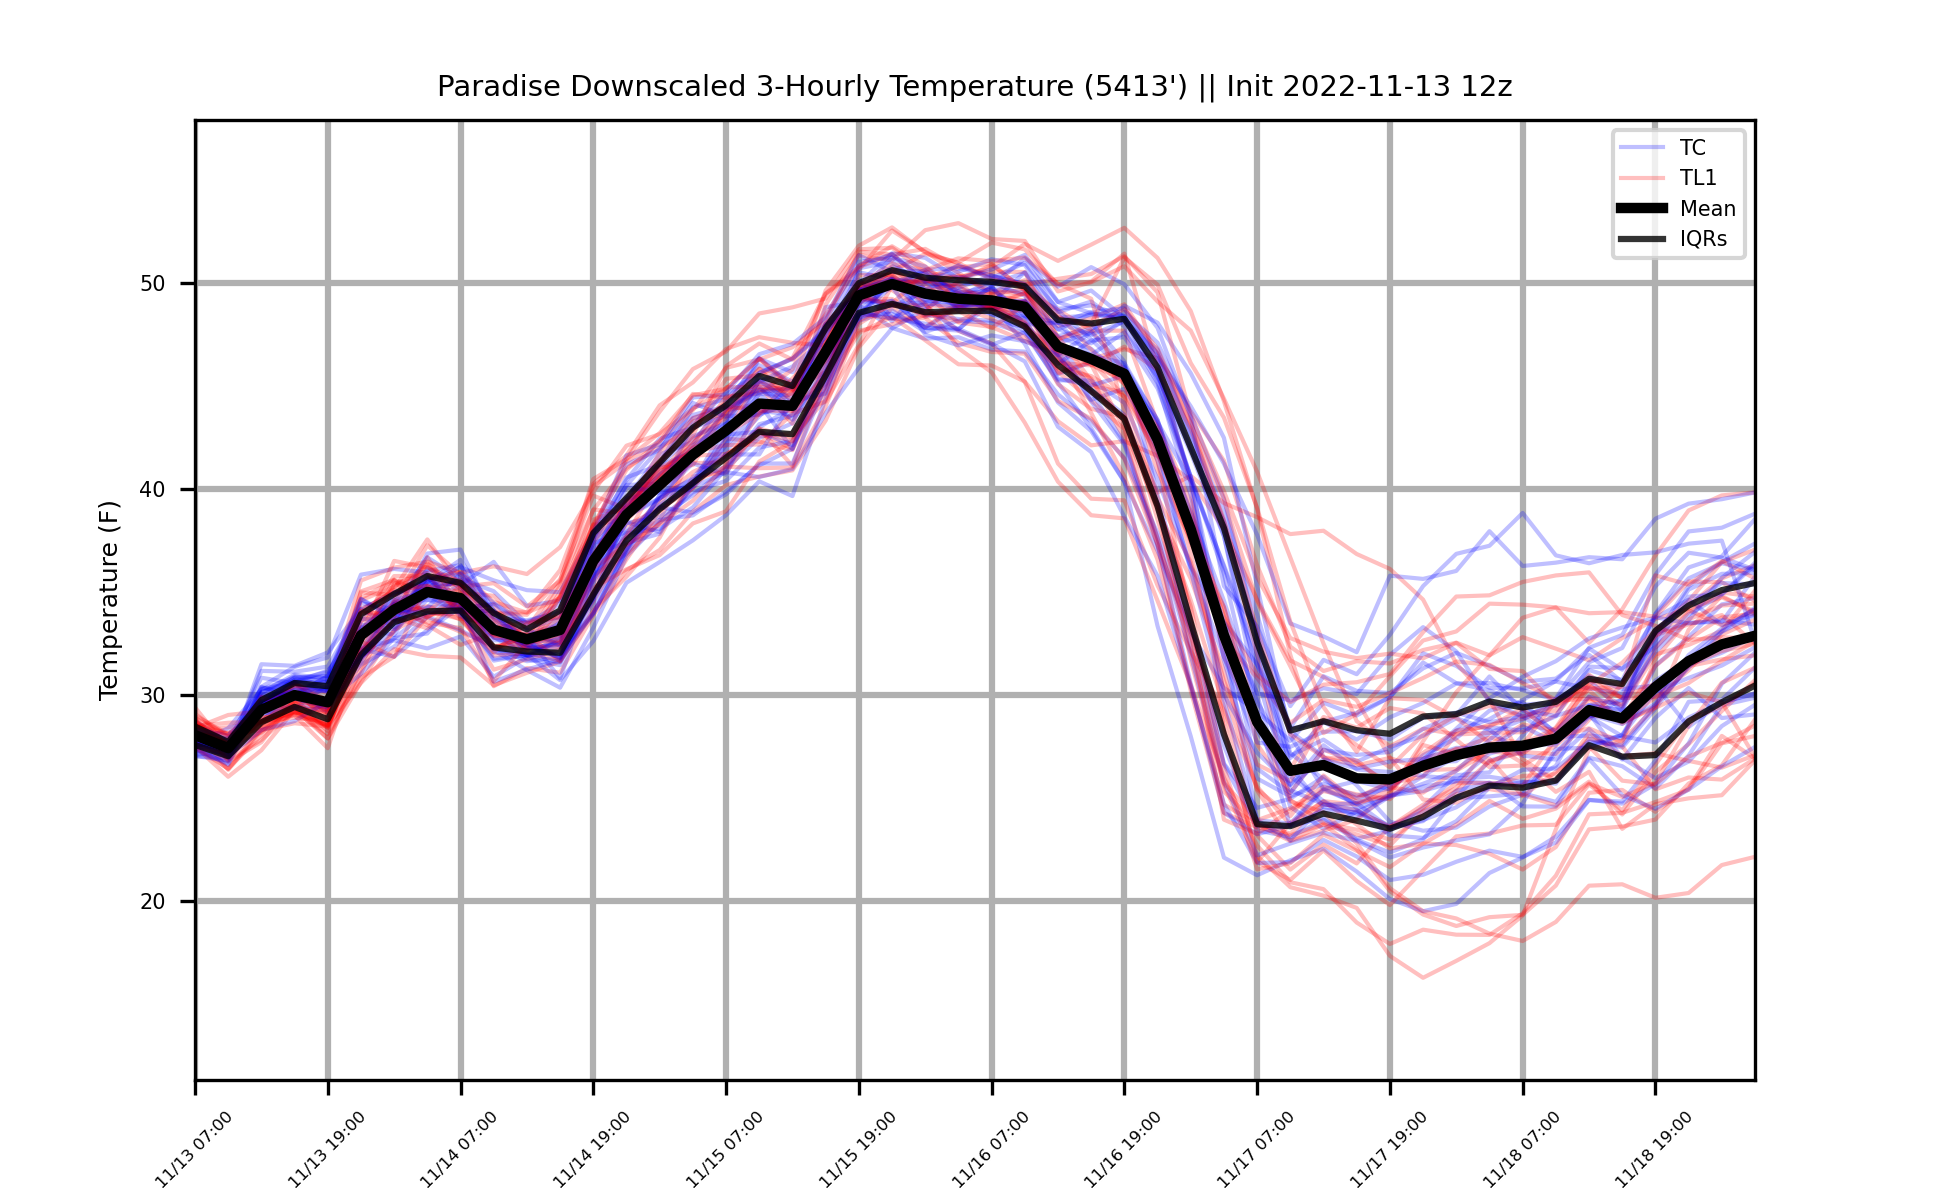 Paradise Downscaled 3-Hourly Temperature (5413') || Init 2022-11-13 12z
TC
TL1
Mean
IQRs
Temperature (F)
50
40
30
20
11/13 07:00
11/13 19:00
11/14 07:00
11/14 19:00
11/15 07:00
11/15 19:00
11/16 07:00
11/16 19:00
11/17 07:00
11/17 19:00
11/18 07:00
11/18 19:00